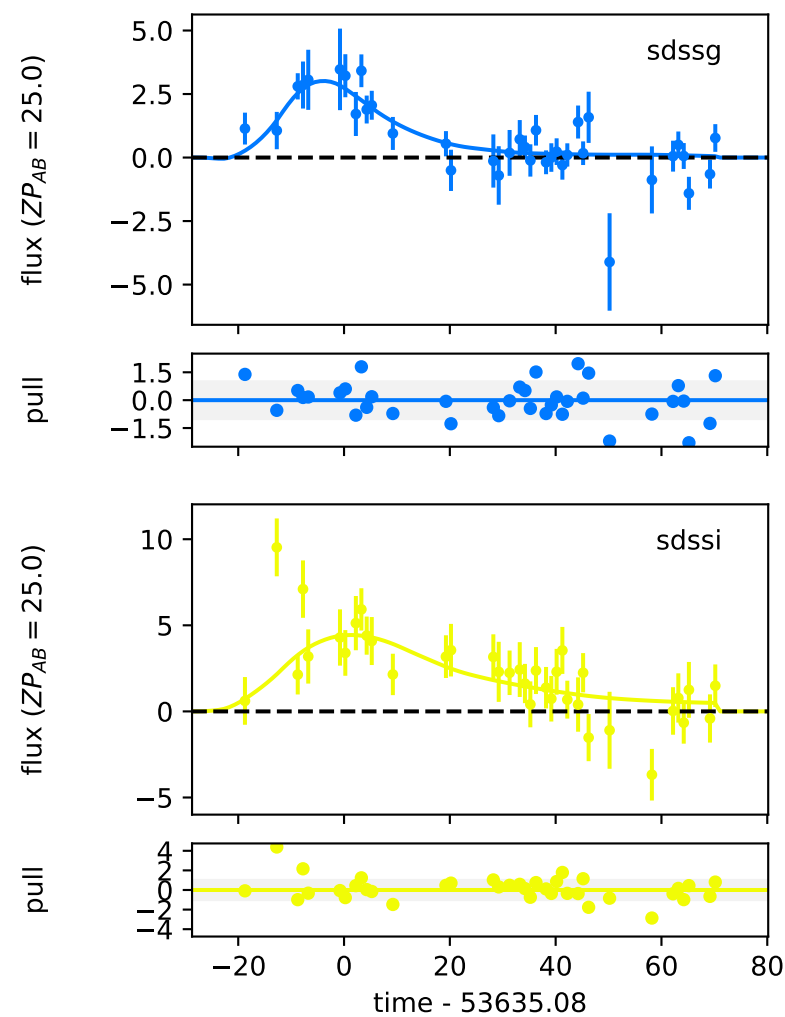 5.0
sdssg
2.5
0.0
−2.5
−5.0
flux (ZP_AB = 25.0)
1.5
0.0
−1.5
pull
10
sdssi
5
0
−5
flux (ZP_AB = 25.0)
4
2
0
−2
−4
pull
−20 0 20 40 60 80
time - 53635.08